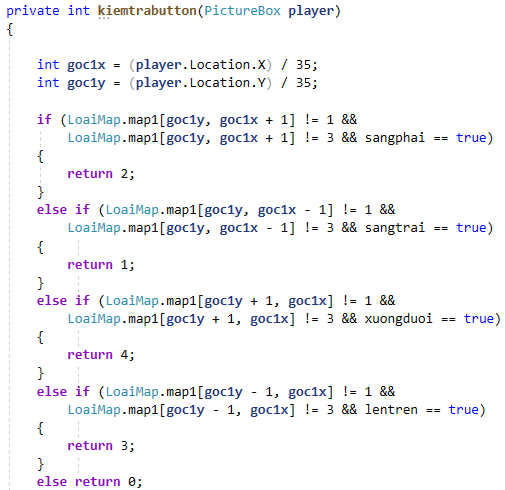 private int kiemtrabutton(PictureBox player)
{
int goc1x = (player.Location.X) / 35;
int goc1y = (player.Location.Y) / 35;
if (LoaiMap.map1[goc1y, goc1x + 1] != 1 &&
LoaiMap.map1[goc1y, goc1x + 1] != 3 && sangphai == true)
{
return 2;
}
else if (LoaiMap.map1[goc1y, goc1x - 1] != 1 &&
LoaiMap.map1[goc1y, goc1x - 1] != 3 && sangtrai == true)
{
return 1;
}
else if (LoaiMap.map1[goc1y + 1, goc1x] != 1 &&
LoaiMap.map1[goc1y + 1, goc1x] != 3 && xuongduoi == true)
{
return 4;
}
else if (LoaiMap.map1[goc1y - 1, goc1x] != 1 &&
LoaiMap.map1[goc1y - 1, goc1x] != 3 && lentren == true)
{
return 3;
}
else return 0;